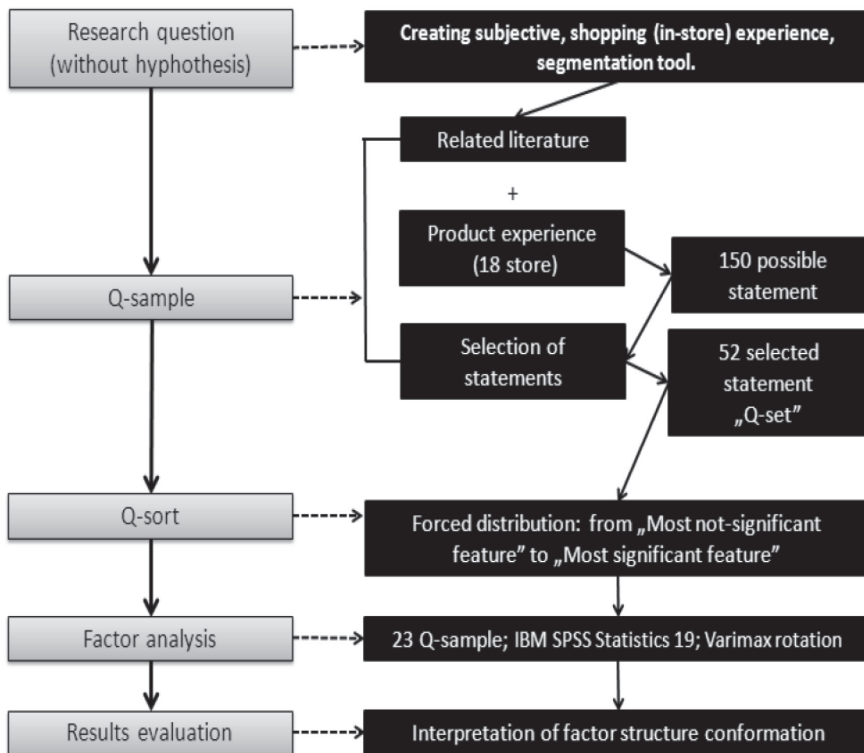 Research question
(without hyphothesis)
Creating subjective, shopping (in-store) experience,
segmentation tool.
Related literature
+
Product experience
(18 store)
150 possible
statement
Q-sample
Selection of
statements
52 selected
statement
„Q-set”
Q-sort
Forced distribution: from „Most not-significant
feature” to „Most significant feature”
Factor analysis
23 Q-sample; IBM SPSS Statistics 19; Varimax rotation
Results evaluation
Interpretation of factor structure conformation